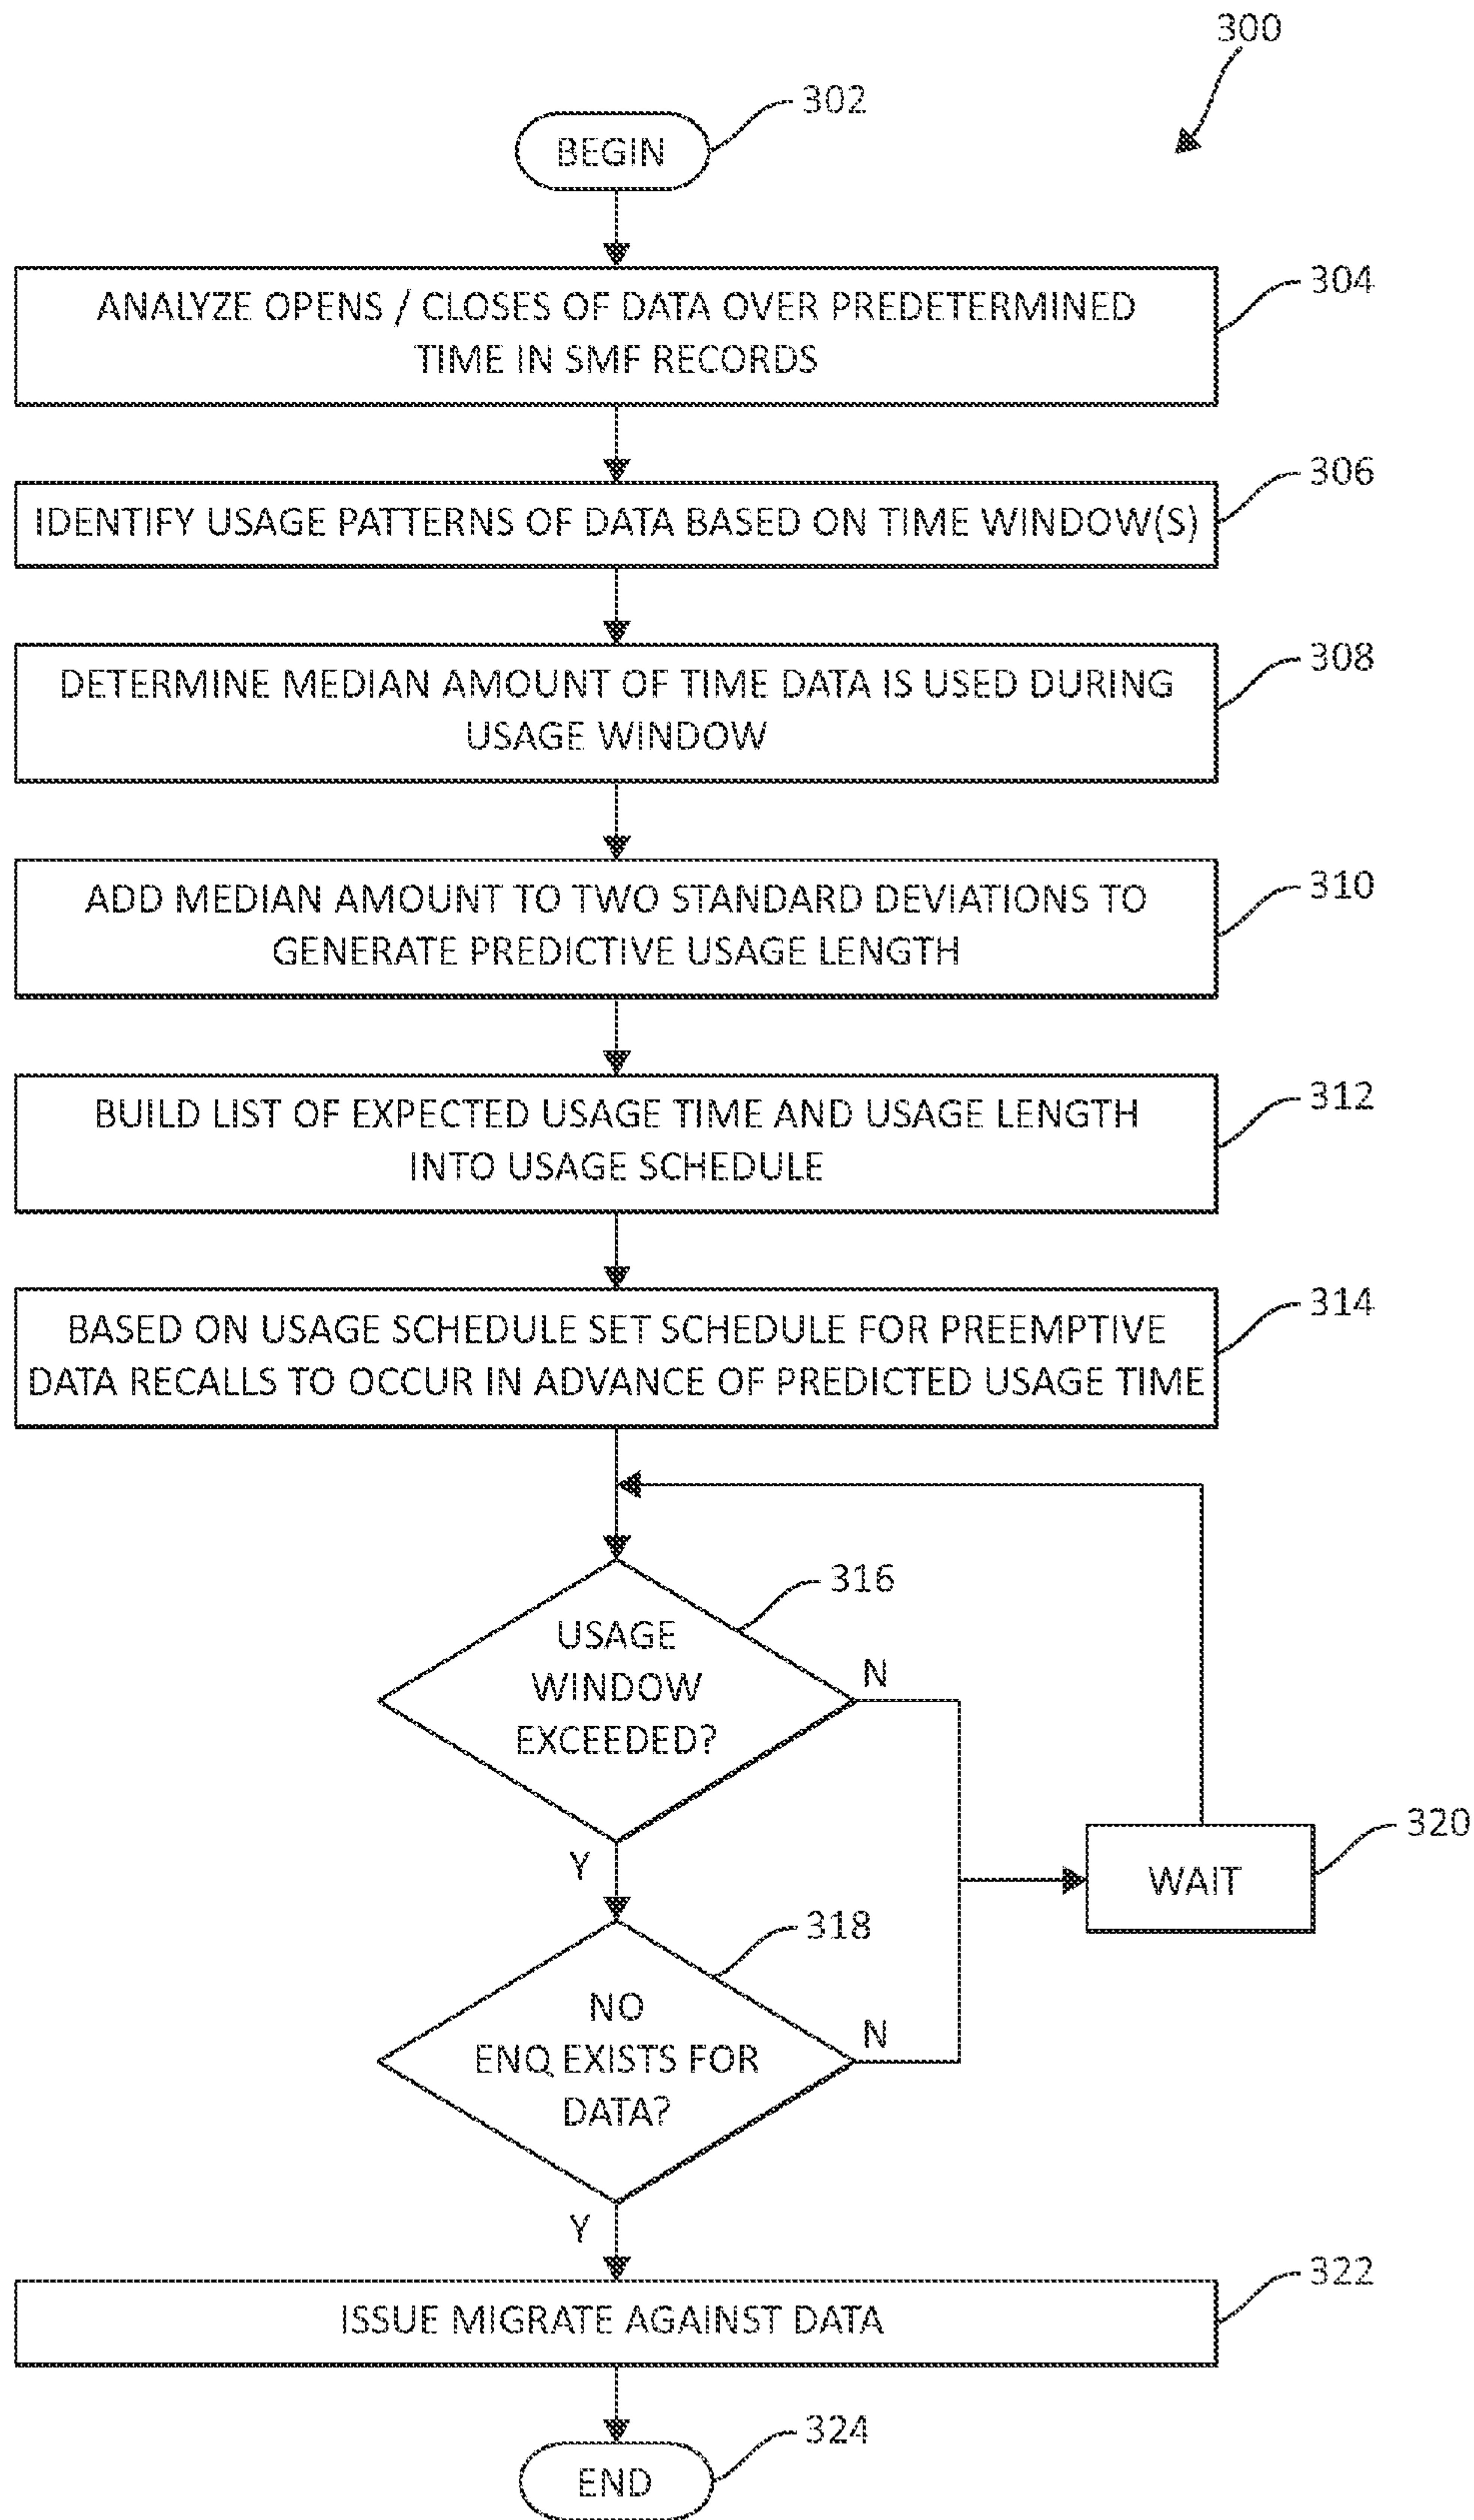 300
302
BEGIN
304
ANALYZE OPENS / CLOSES OF DATA OVER PREDETERMINED
TIME IN SMF RECORDS
306
IDENTIFY USAGE PATTERNS OF DATA BASED ON TIME WINDOW(S)
308
DETERMINE MEDIAN AMOUNT OF TIME DATA IS USED DURING
USAGE WINDOW
310
ADD MEDIAN AMOUNT TO TWO STANDARD DEVIATIONS TO
GENERATE PREDICTIVE USAGE LENGTH
312
BUILD LIST OF EXPECTED USAGE TIME AND USAGE LENGTH
INTO USAGE SCHEDULE
314
BASED ON USAGE SCHEDULE SET SCHEDULE FOR PREEMPTIVE
DATA RECALLS TO OCCUR IN ADVANCE OF PREDICTED USAGE TIME
316
USAGE
WINDOW
EXCEEDED?
N
Y
320
WAIT
318
NO
ENQ EXISTS FOR
DATA?
N
Y
322
ISSUE MIGRATE AGAINST DATA
324
END